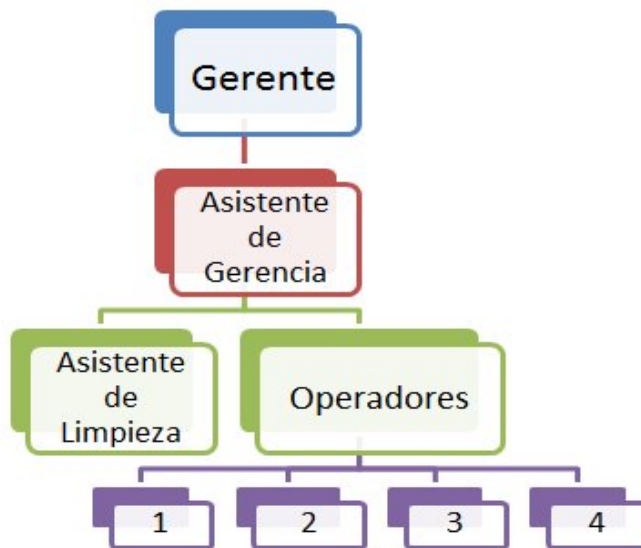 Gerente
Asistente
de
Gerencia
Asistente
de
Limpieza
Operadores
1
2
3
4